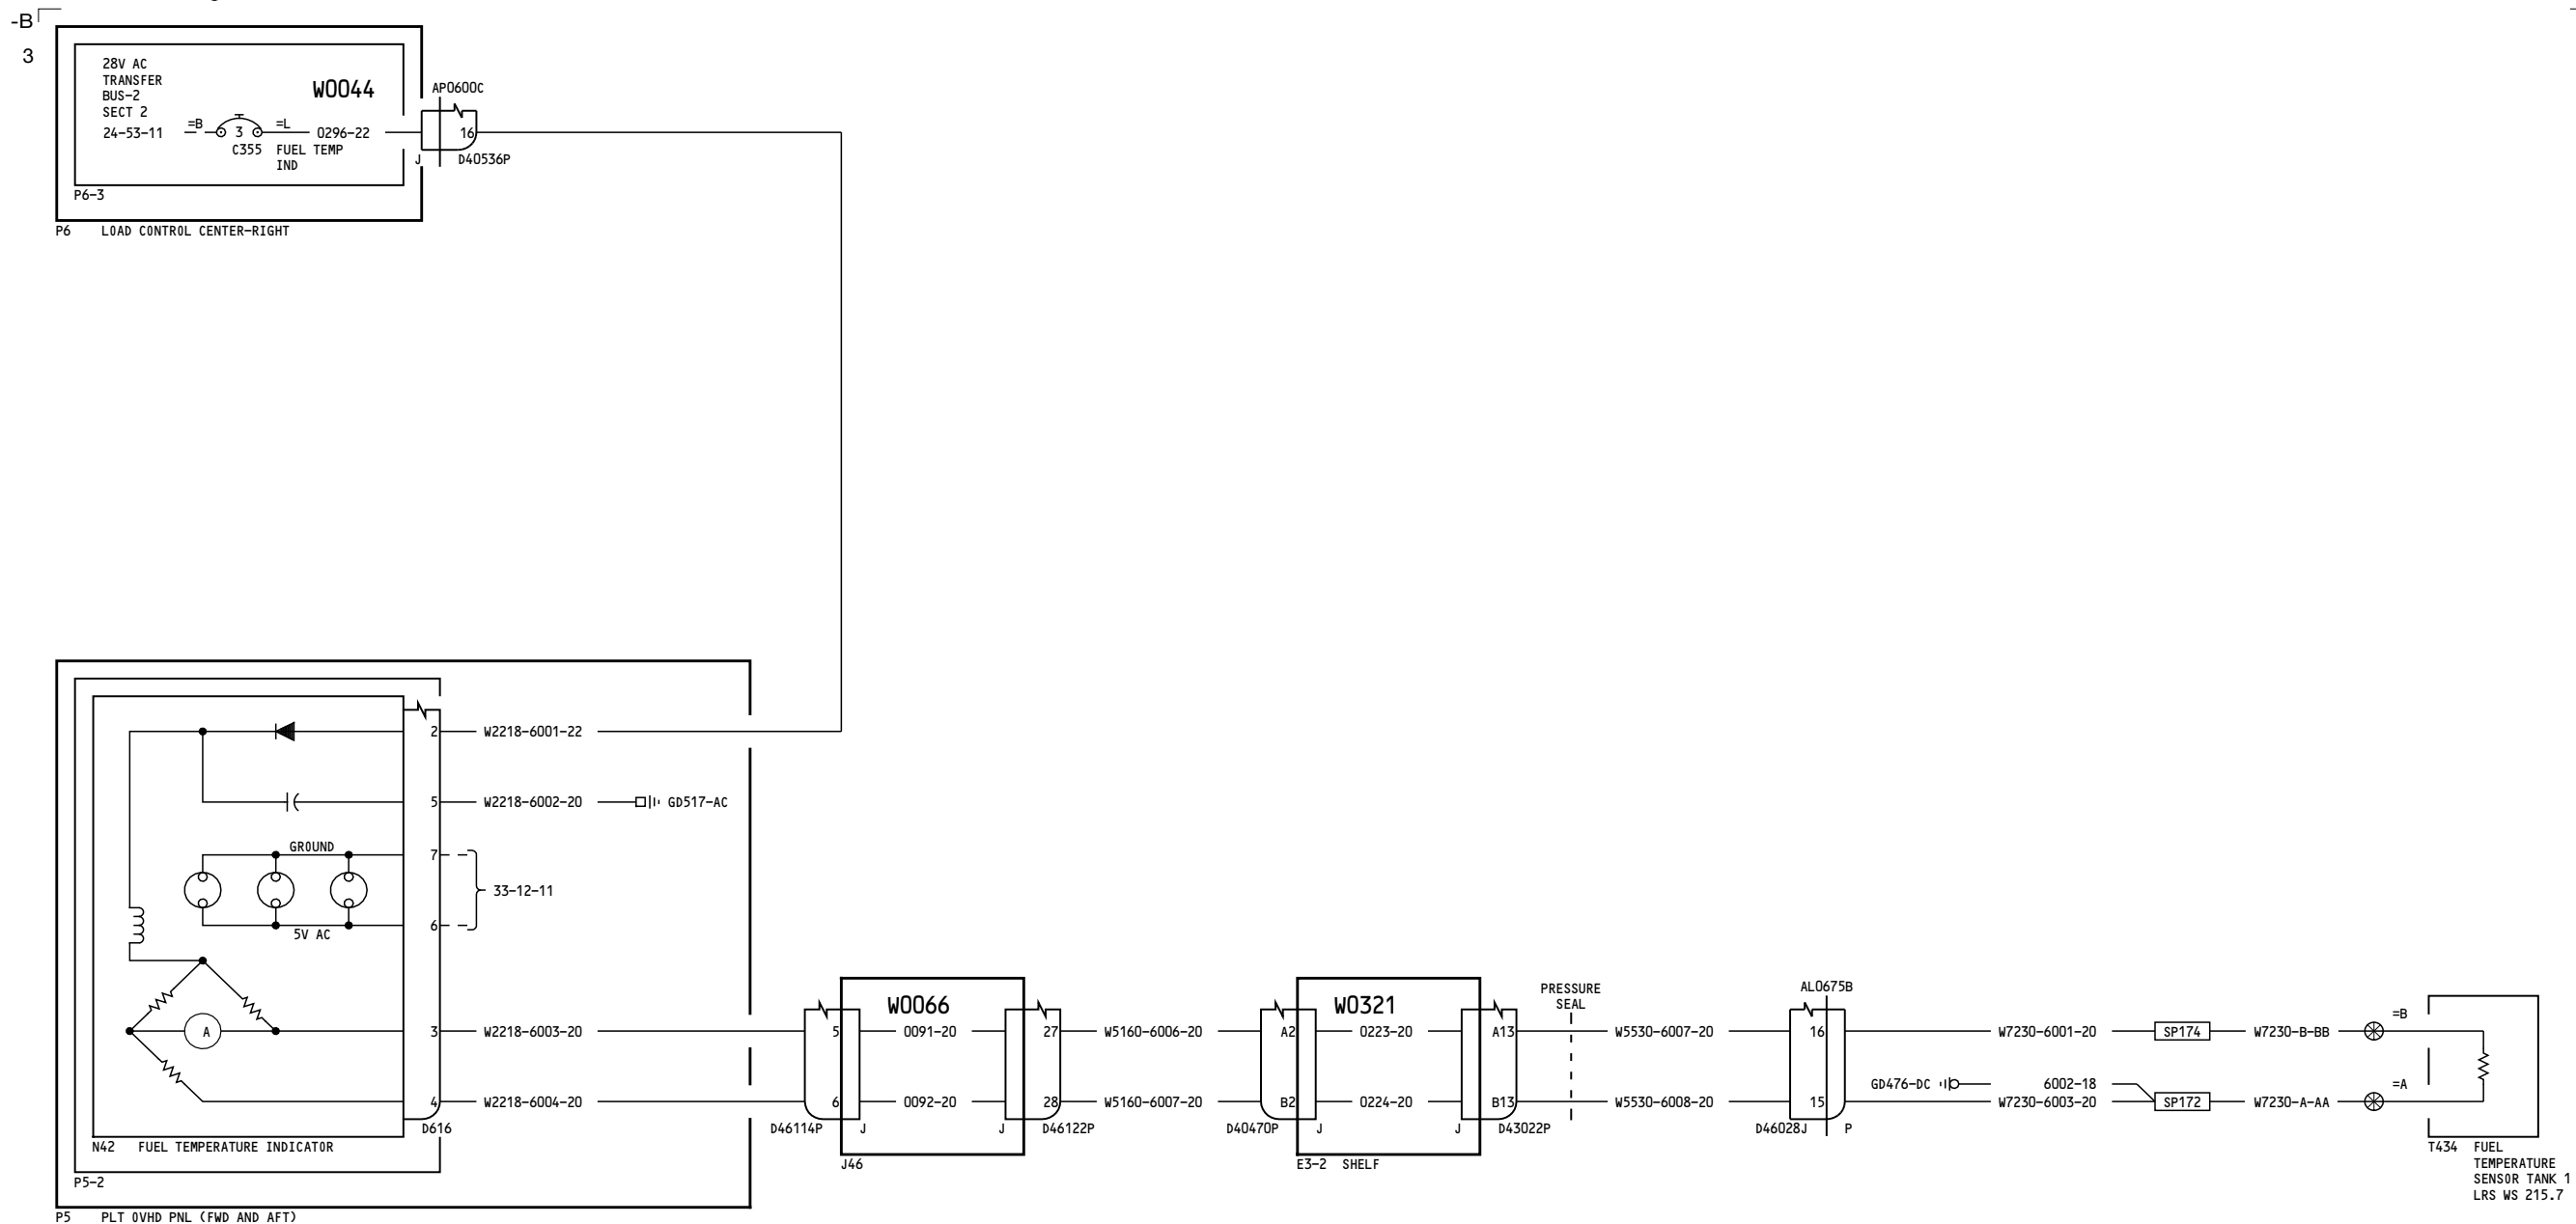 -B
3
28V AC
TRANSFER
BUS-2
SECT 2
24-53-11
W0044
=B
3
=L
0296-22
C355
FUEL TEMP
IND
AP0600C
16
J
D40536P
P6-3
P6 LOAD CONTROL CENTER-RIGHT
2
W2218-6001-22
5
W2218-6002-20
GD517-AC
GROUND
7
33-12-11
6
5V AC
A
3
W2218-6003-20
4
W2218-6004-20
D616
N42 FUEL TEMPERATURE INDICATOR
P5-2
P5 PLT OVHD PNL (FWD AND AFT)
W0066
5
0091-20
27
W5160-6006-20
6
0092-20
28
W5160-6007-20
D46114P
J
J
D46122P
J46
W0321
A2
0223-20
A13
B2
0224-20
B13
D40470P
J
J
D43022P
E3-2 SHELF
PRESSURE
SEAL
W5530-6007-20
W5530-6008-20
AL0675B
16
15
D46028J
P
W7230-6001-20
SP174
W7230-B-BB
=B
GD476-DC
6002-18
W7230-6003-20
SP172
W7230-A-AA
=A
T434 FUEL
TEMPERATURE
SENSOR TANK 1
LRS WS 215.7